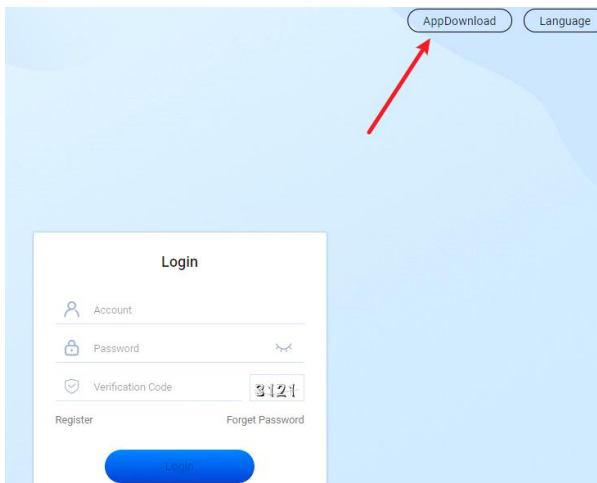 AppDownload Language
Login
Account
Password
Verification Code 3121
Register Forget Password
Login